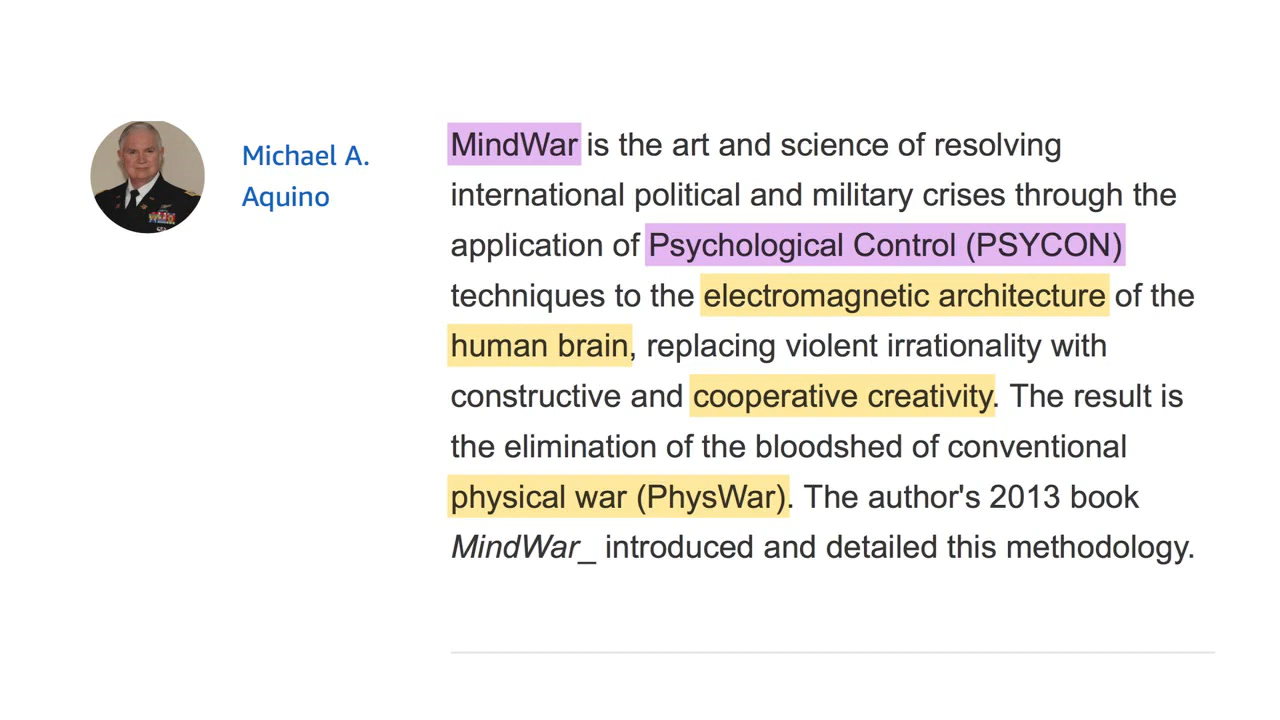 Michael A.
Aquino
MindWar is the art and science of resolving
international political and military crises through the
application of Psychological Control (PSYCON)
techniques to the electromagnetic architecture of the
human brain, replacing violent irrationality with
constructive and cooperative creativity. The result is
the elimination of the bloodshed of conventional
physical war (PhysWar). The author's 2013 book
MindWar_ introduced and detailed this methodology.